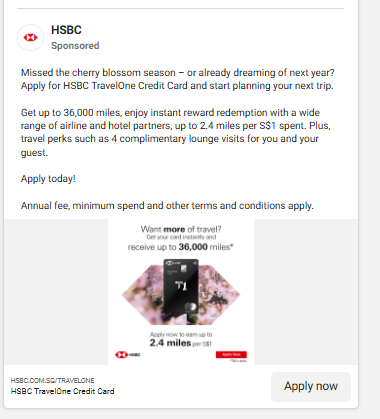 HSBC
Sponsored
Missed the cherry blossom season – or already dreaming of next year?
Apply for HSBC TravelOne Credit Card and start planning your next trip.
Get up to 36,000 miles, enjoy instant reward redemption with a wide
range of airline and hotel partners, up to 2.4 miles per S$1 spent. Plus,
travel perks such as 4 complimentary lounge visits for you and your
guest.
Apply today!
Annual fee, minimum spend and other terms and conditions apply.
Want more of travel?
Get your card instantly and
receive up to 36,000 miles*
T1
Apply now to earn up to
2.4 miles per S$1
HSBC
Apply Now
HSBC.COM.SG/TRAVELONE
HSBC TravelOne Credit Card
Apply now